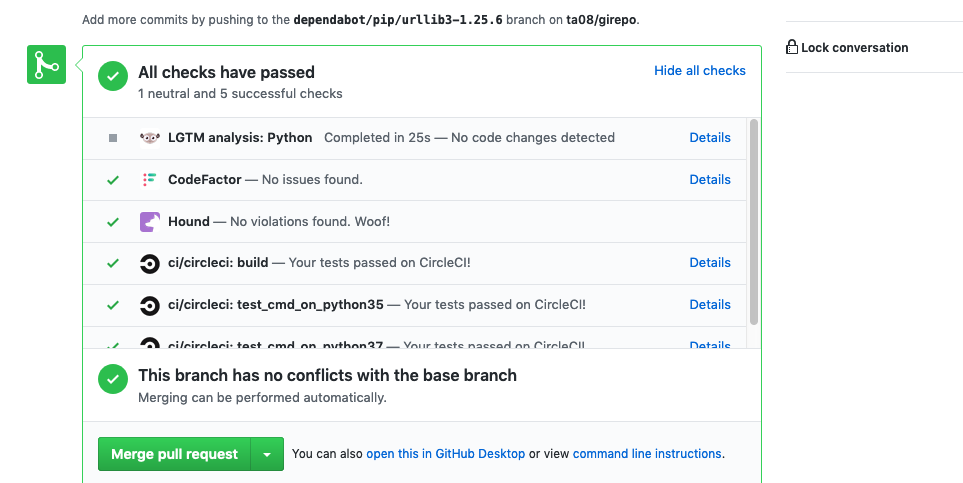 Add more commits by pushing to the dependabot/pip/urllib3-1.25.6 branch on ta08/girepo.
Lock conversation
All checks have passed
Hide all checks
1 neutral and 5 successful checks
LGTM analysis: Python Completed in 25s — No code changes detected Details
CodeFactor — No issues found. Details
Hound — No violations found. Woof!
ci/circleci: build — Your tests passed on CircleCI! Details
ci/circleci: test_cmd_on_python35 — Your tests passed on CircleCI! Details
ci/circleci: test_cmd_on_python37 — Your tests passed on CircleCI! Details
This branch has no conflicts with the base branch
Merging can be performed automatically.
Merge pull request
You can also open this in GitHub Desktop or view command line instructions.